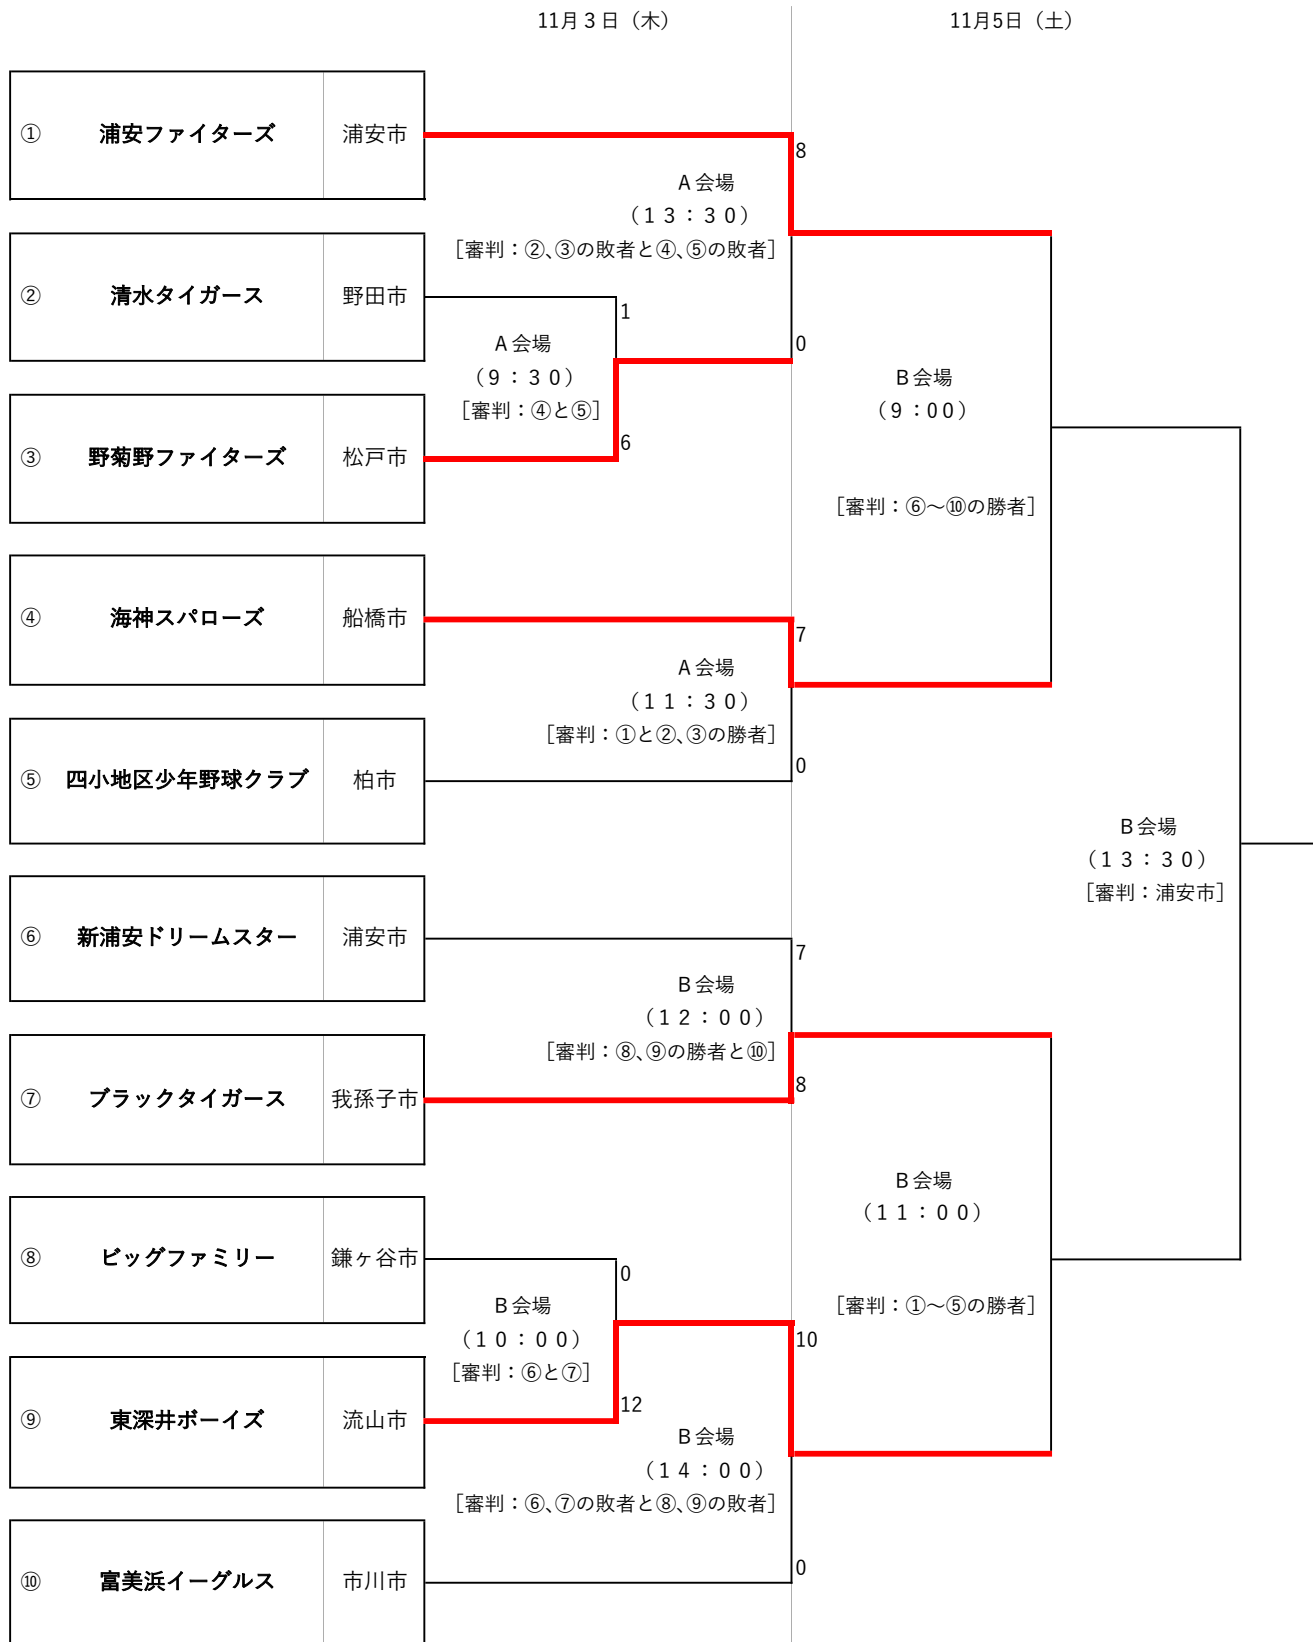 11月３日（木）
11月5日（土）
① 浦安ファイターズ 浦安市
8
Ａ会場
（１３：３０）
［審判：②、③の敗者と④、⑤の敗者］
② 清水タイガース 野田市
1
Ａ会場
（９：３０）
［審判：④と⑤］
0
③ 野菊野ファイターズ 松戸市
6
Ｂ会場
（９：00）
［審判：⑥～⑩の勝者］
④ 海神スパローズ 船橋市
7
Ａ会場
（１１：３０）
［審判：①と②、③の勝者］
⑤ 四小地区少年野球クラブ 柏市
0
Ｂ会場
（１３：３０）
［審判：浦安市］
⑥ 新浦安ドリームスター 浦安市
7
Ｂ会場
（１２：００）
［審判：⑧、⑨の勝者と⑩］
⑦ ブラックタイガース 我孫子市
8
Ｂ会場
（１１：００）
［審判：①～⑤の勝者］
⑧ ビッグファミリー 鎌ヶ谷市
0
Ｂ会場
（１０：００）
［審判：⑥と⑦］
10
⑨ 東深井ボーイズ 流山市
12
Ｂ会場
（１４：００）
［審判：⑥、⑦の敗者と⑧、⑨の敗者］
⑩ 富美浜イーグルス 市川市
0